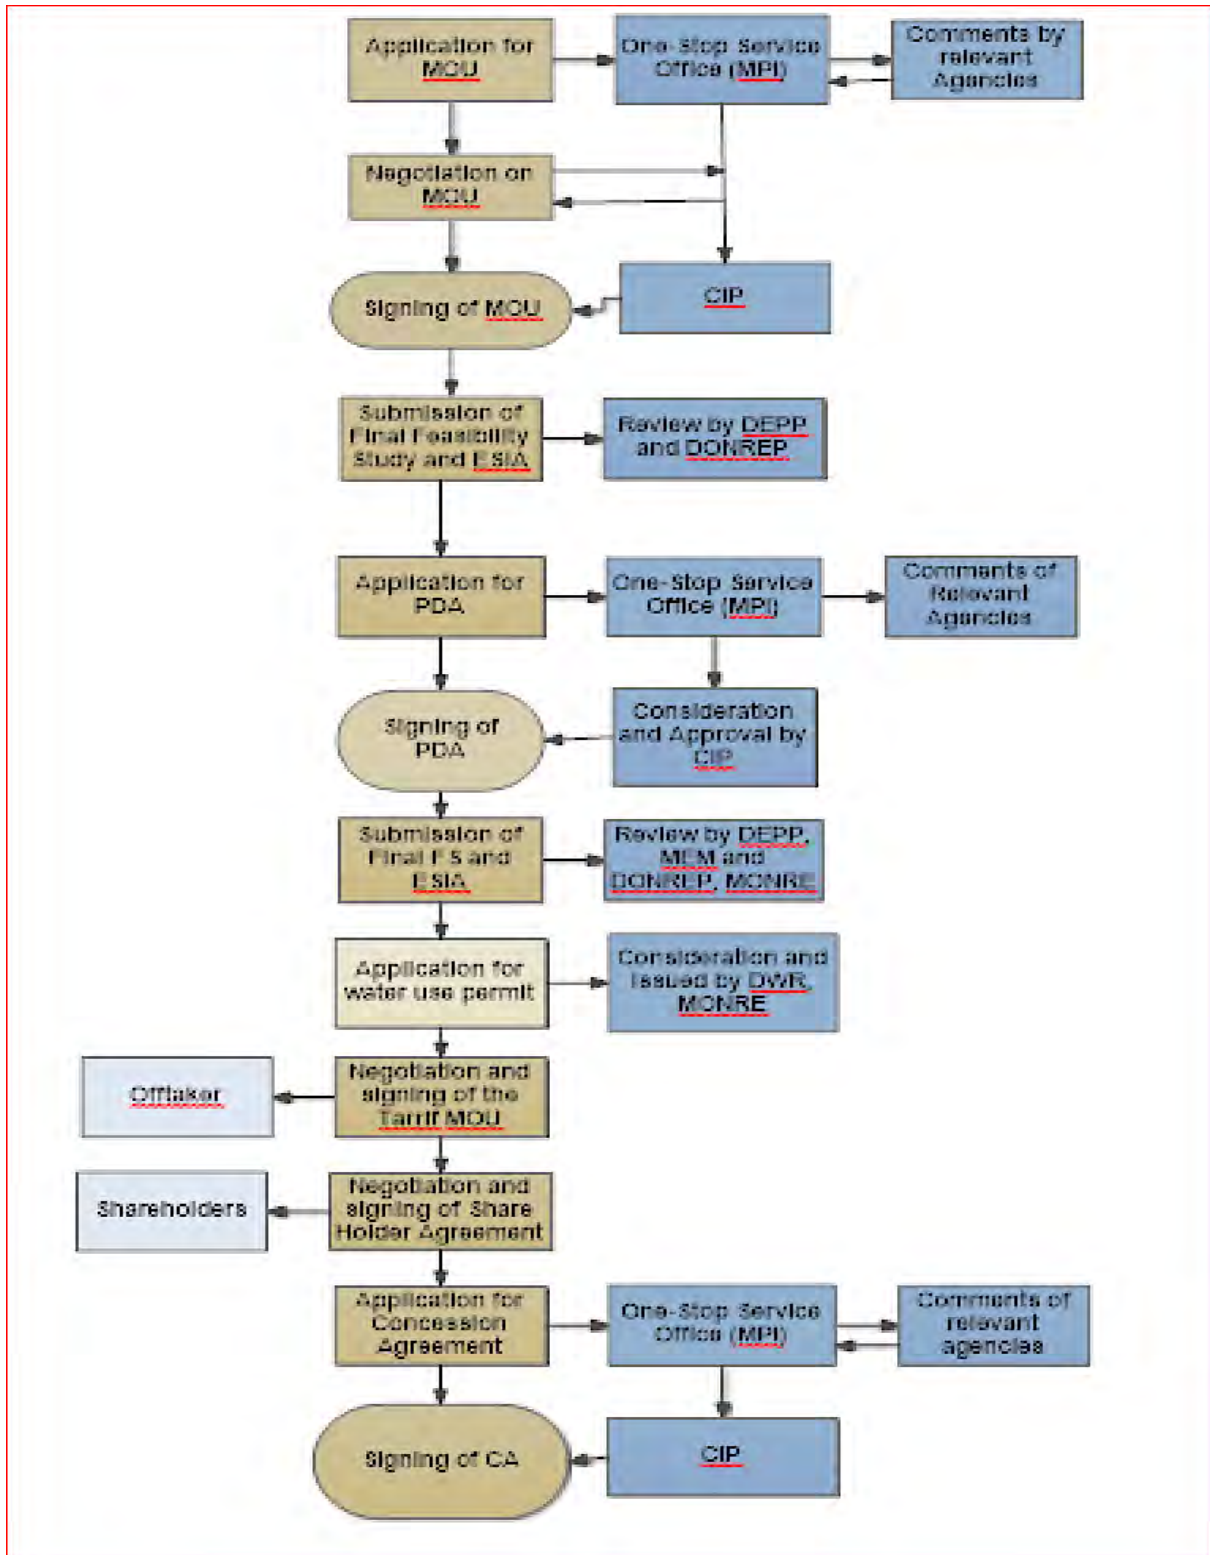 Application for
MOU
One-Stop Service
Office (MPI)
Comments by
relevant
Agencies
Negotiation on
MOU
Signing of MOU
CIP
Submission of
Final Feasibility
Study and ESIA
Review by DEPP
and DONREP
Application for
PDA
One-Stop Service
Office (MPI)
Comments of
Relevant
Agencies
Signing of
PDA
Consideration
and Approval by
CIP
Submission of
Final FS and
ESIA
Review by DEPP,
MEM and
DONREP, MONRE
Application for
water use permit
Consideration and
Issued by DWR,
MONRE
Offtaker
Negotiation and
signing of the
Tarrif MOU
Shareholders
Negotiation and
signing of Share
Holder Agreement
Application for
Concession
Agreement
One-Stop Service
Office (MPI)
Comments of
relevant
agencies
Signing of CA
CIP